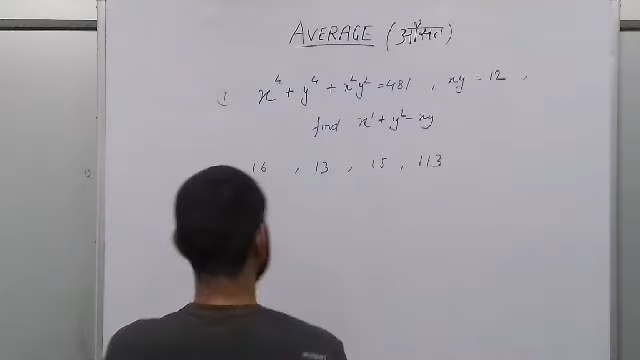 AVERAGE (औसत)
① x⁴ + y⁴ + x²y² = 481 , xy = 12 ,
find x² + y² - xy
16 , 13 , 15 , 113